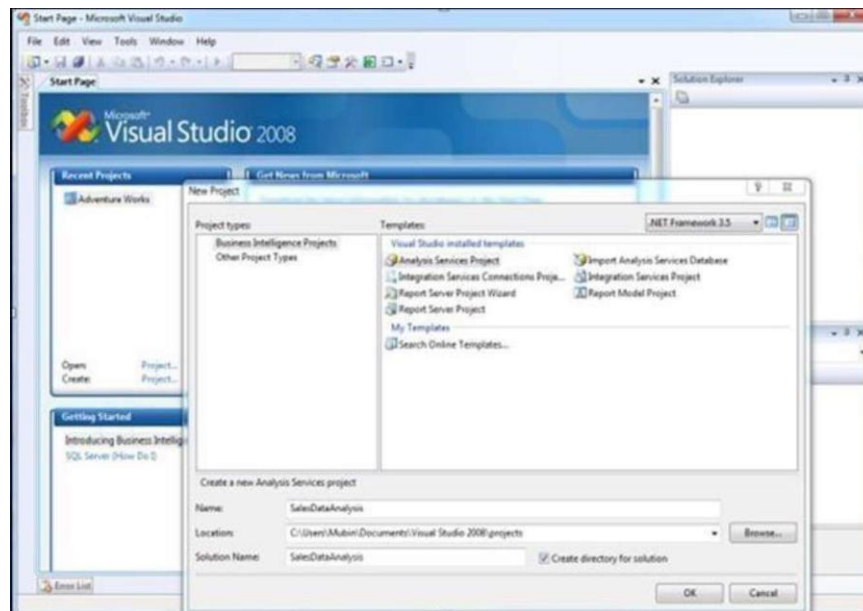 Start Page - Microsoft Visual Studio
File Edit View Tools Window Help
Toolbox
Start Page
Solution Explorer
Microsoft®
Visual Studio® 2008
Recent Projects
Get News from Microsoft
Adventure Works
Open: Project...
Create: Project...
Getting Started
Introducing Business Intellig
SQL Server (How Do I)
New Project
Project types:
Templates:
.NET Framework 3.5
Business Intelligence Projects
Other Project Types
Visual Studio installed templates
Analysis Services Project
Import Analysis Services Database
Integration Services Connections Proje...
Integration Services Project
Report Server Project Wizard
Report Model Project
Report Server Project
My Templates
Search Online Templates...
Create a new Analysis Services project
Name: SalesDataAnalysis
Location: C:\Users\Mubin\Documents\Visual Studio 2008\projects
Browse...
Solution Name: SalesDataAnalysis
Create directory for solution
OK Cancel
Error List